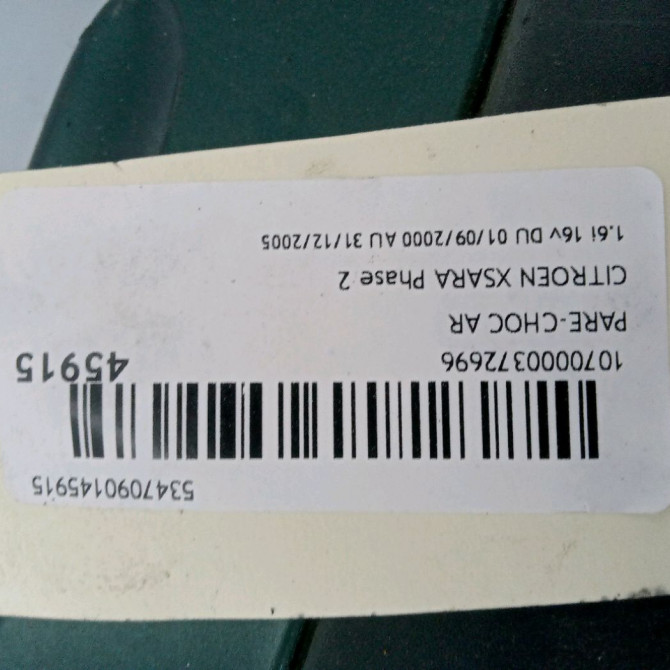 5347090145915
1070000372696 45915
PARE-CHOC AR
CITROEN XSARA Phase 2
1.6i 16v DU 01/09/2000 AU 31/12/2005